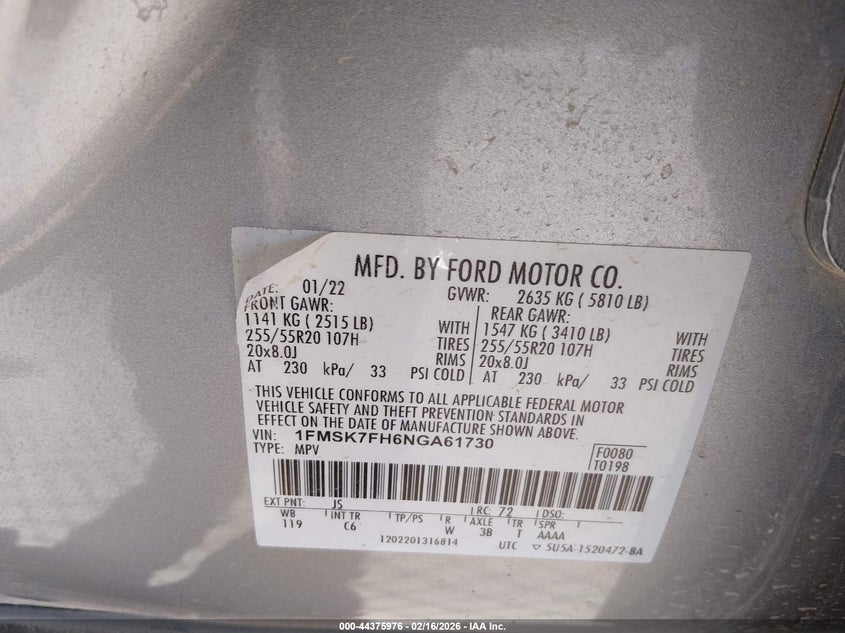 MFD. BY FORD MOTOR CO.
DATE: 01/22 GVWR: 2635 KG ( 5810 LB)
FRONT GAWR: REAR GAWR:
1141 KG ( 2515 LB) WITH 1547 KG ( 3410 LB) WITH
255/55R20 107H TIRES 255/55R20 107H TIRES
20x8.0J RIMS 20x8.0J RIMS
AT 230 kPa/ 33 PSI COLD AT 230 kPa/ 33 PSI COLD
THIS VEHICLE CONFORMS TO ALL APPLICABLE FEDERAL MOTOR
VEHICLE SAFETY AND THEFT PREVENTION STANDARDS IN
EFFECT ON THE DATE OF MANUFACTURE SHOWN ABOVE.
VIN: 1FMSK7FH6NGA61730 F0080
TYPE: MPV T0198
EXT PNT: JS RC: 72 DSO:
WB INT TR TP/PS R AXLE TR SPR
119 C6 W 3B T AAAA
1202201316814 UTC ▽ 5U5A-1520472-BA
000-44375976 - 02/16/2026 - IAA Inc.